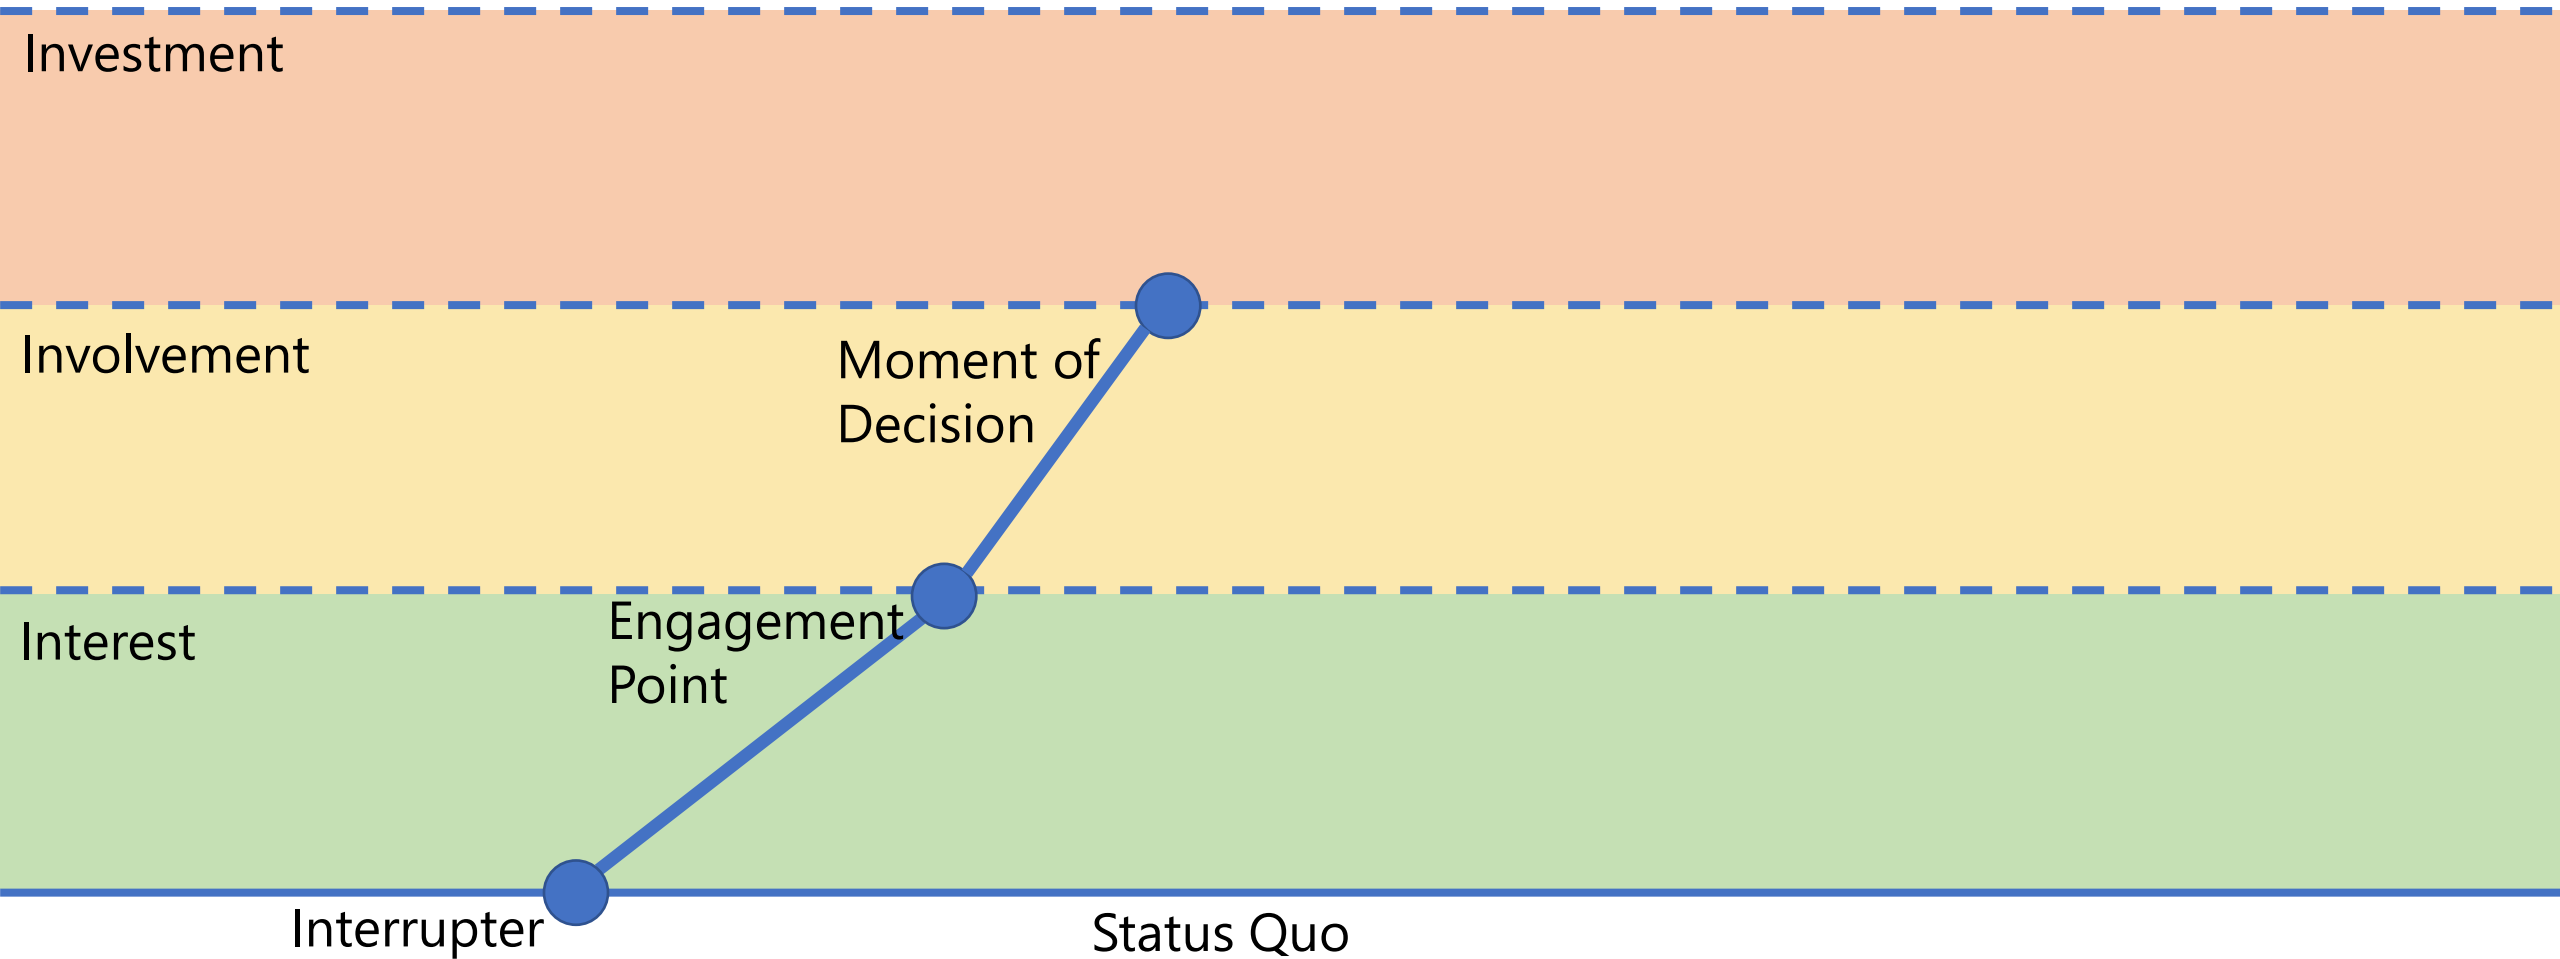 Investment
Involvement
Moment of
Decision
Engagement
Point
Interest
Interrupter
Status Quo